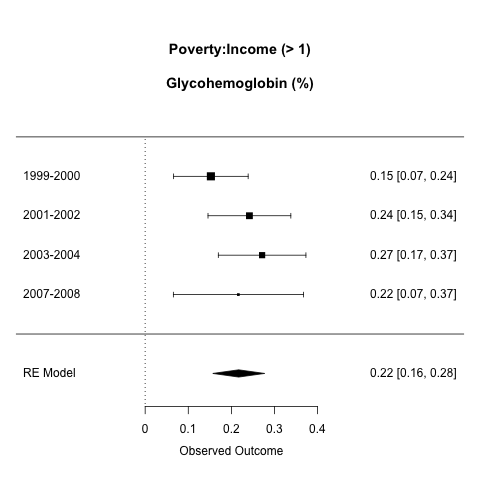 Poverty:Income (> 1)
Glycohemoglobin (%)
1999-2000 0.15 [0.07, 0.24]
2001-2002 0.24 [0.15, 0.34]
2003-2004 0.27 [0.17, 0.37]
2007-2008 0.22 [0.07, 0.37]
RE Model 0.22 [0.16, 0.28]
0 0.1 0.2 0.3 0.4
Observed Outcome